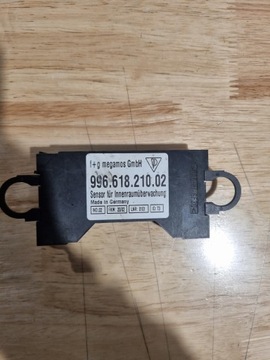 f+g megamos GmbH
996.618.210.02
Sensor für Innenraumüberwachung
Made in Germany